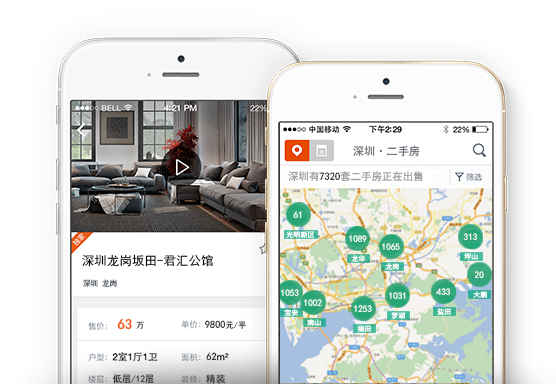 BELL 4:21 PM 22%
独家
深圳龙岗坂田-君汇公馆
深圳 龙岗
售价: 63 万 单价: 9800元/平
户型: 2室1厅1卫 面积: 62m²
楼层: 低层/12层 装修: 精装
中国移动 下午2:29 22%
深圳·二手房
深圳有7320套二手房正在出售 筛选
61
光明新区
1089
龙华
1065
龙岗
313
坪山
20
大鹏
1053
宝安
1002
南山
1253
福田
1031
罗湖
433
盐田